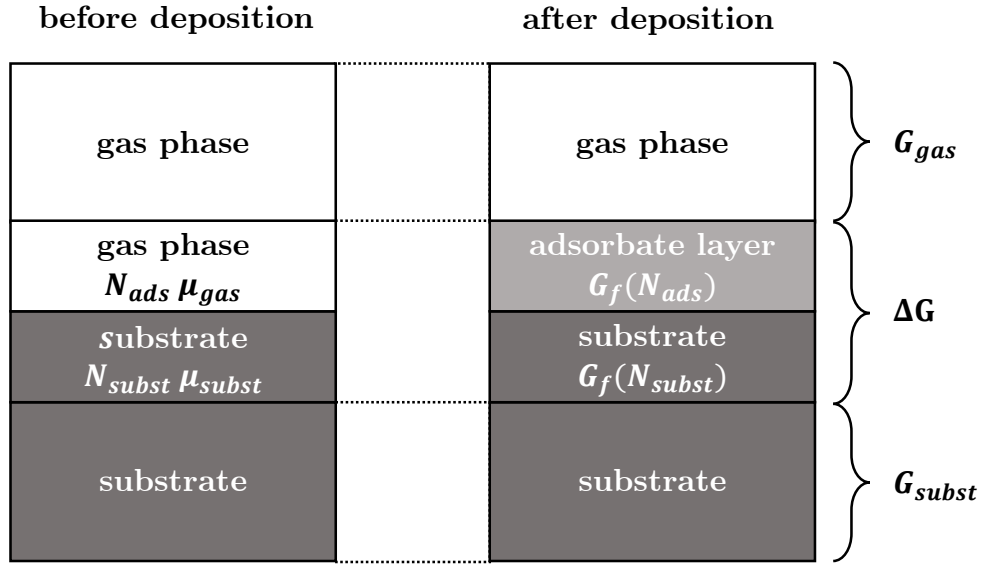 before deposition
after deposition
gas phase
gas phase
G_gas
gas phase
N_ads μ_gas
adsorbate layer
G_f(N_ads)
ΔG
substrate
N_subst μ_subst
substrate
G_f(N_subst)
substrate
substrate
G_subst